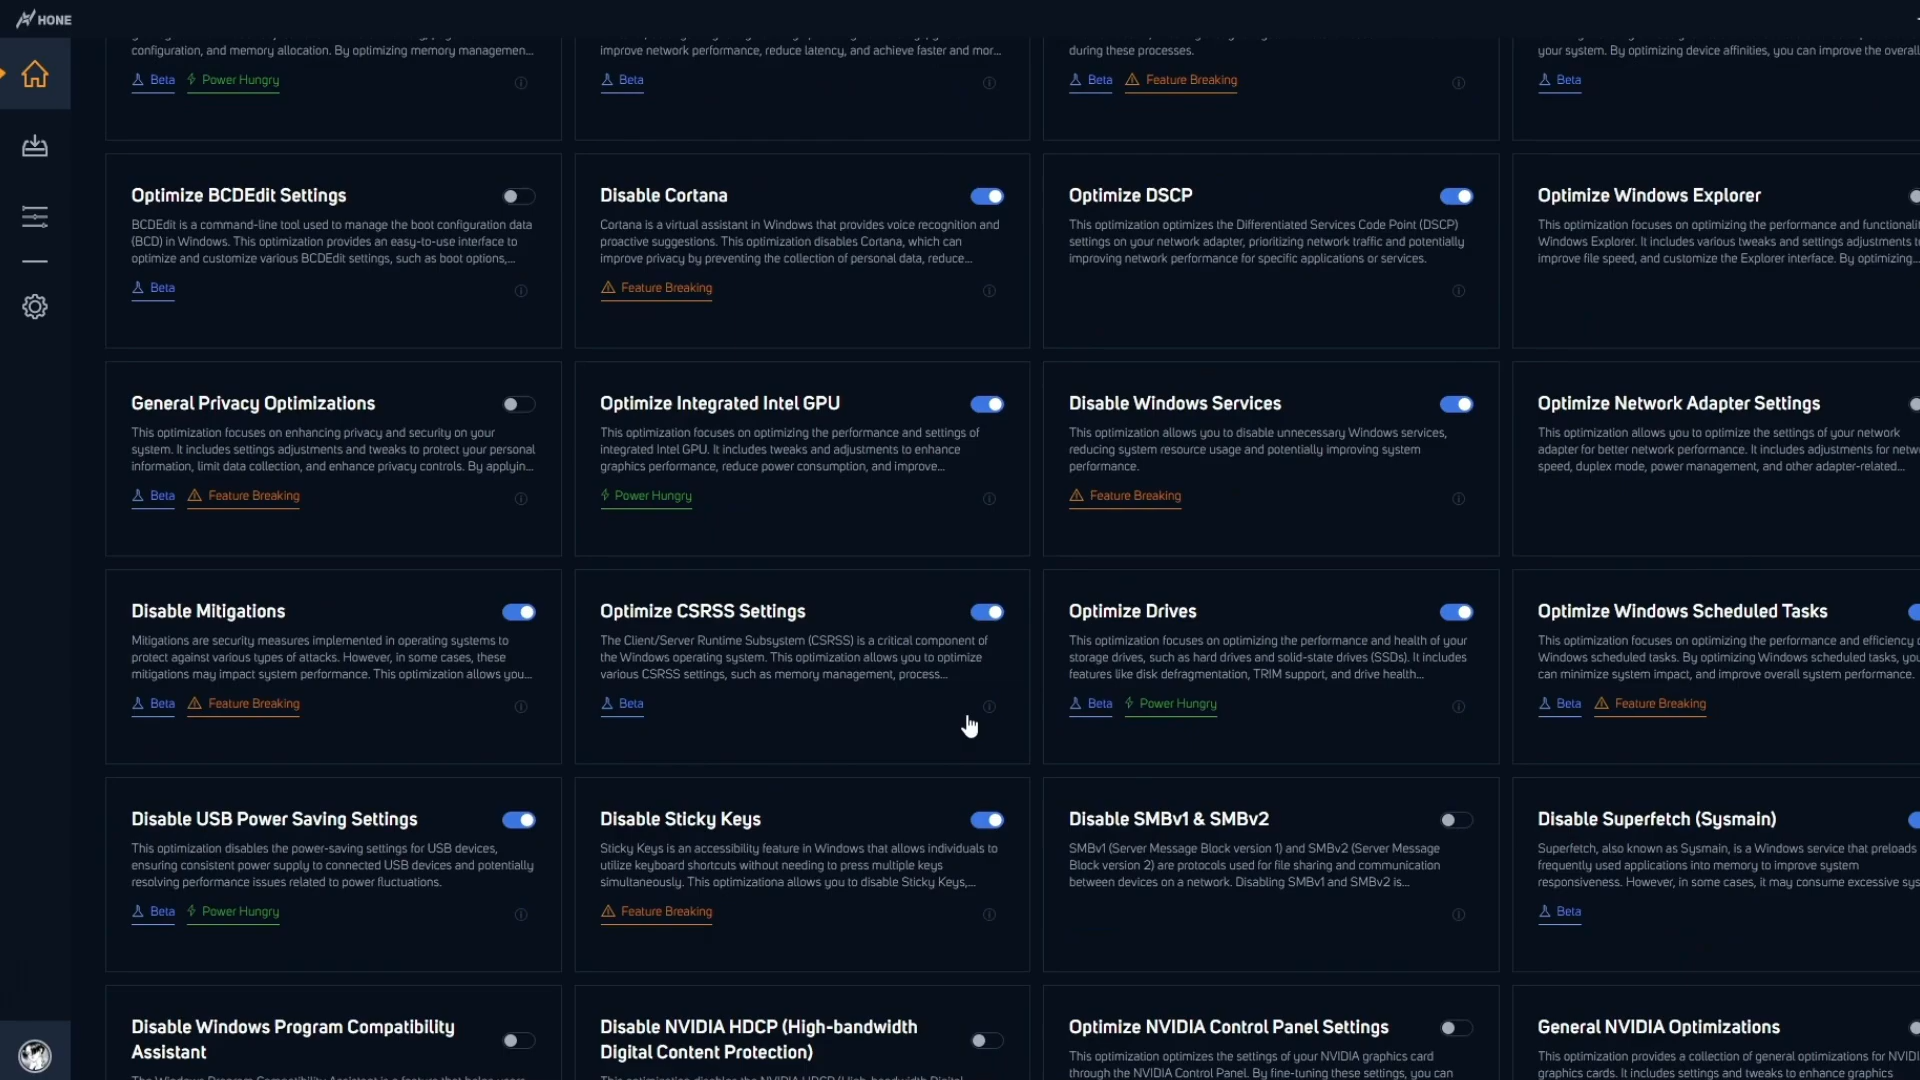 HONE
configuration, and memory allocation. By optimizing memory managemen...
Beta Power Hungry
improve network performance, reduce latency, and achieve faster and mor...
Beta
during these processes.
Beta Feature Breaking
your system. By optimizing device affinities, you can improve the overall
Beta
Optimize BCDEdit Settings
BCDEdit is a command-line tool used to manage the boot configuration data
(BCD) in Windows. This optimization provides an easy-to-use interface to
optimize and customize various BCDEdit settings, such as boot options,...
Beta
Disable Cortana
Cortana is a virtual assistant in Windows that provides voice recognition and
proactive suggestions. This optimization disables Cortana, which can
improve privacy by preventing the collection of personal data, reduce...
Feature Breaking
Optimize DSCP
This optimization optimizes the Differentiated Services Code Point (DSCP)
settings on your network adapter, prioritizing network traffic and potentially
improving network performance for specific applications or services.
Optimize Windows Explorer
This optimization focuses on optimizing the performance and functionali
Windows Explorer. It includes various tweaks and settings adjustments t
improve file speed, and customize the Explorer interface. By optimizing...
General Privacy Optimizations
This optimization focuses on enhancing privacy and security on your
system. It includes settings adjustments and tweaks to protect your personal
information, limit data collection, and enhance privacy controls. By applyin...
Beta Feature Breaking
Optimize Integrated Intel GPU
This optimization focuses on optimizing the performance and settings of
integrated Intel GPU. It includes tweaks and adjustments to enhance
graphics performance, reduce power consumption, and improve...
Power Hungry
Disable Windows Services
This optimization allows you to disable unnecessary Windows services,
reducing system resource usage and potentially improving system
performance.
Feature Breaking
Optimize Network Adapter Settings
This optimization allows you to optimize the settings of your network
adapter for better network performance. It includes adjustments for netw
speed, duplex mode, power management, and other adapter-related...
Disable Mitigations
Mitigations are security measures implemented in operating systems to
protect against various types of attacks. However, in some cases, these
mitigations may impact system performance. This optimization allows you...
Beta Feature Breaking
Optimize CSRSS Settings
The Client/Server Runtime Subsystem (CSRSS) is a critical component of
the Windows operating system. This optimization allows you to optimize
various CSRSS settings, such as memory management, process...
Beta
Optimize Drives
This optimization focuses on optimizing the performance and health of your
storage drives, such as hard drives and solid-state drives (SSDs). It includes
features like disk defragmentation, TRIM support, and drive health...
Beta Power Hungry
Optimize Windows Scheduled Tasks
This optimization focuses on optimizing the performance and efficiency o
Windows scheduled tasks. By optimizing Windows scheduled tasks, you
can minimize system impact, and improve overall system performance.
Beta Feature Breaking
Disable USB Power Saving Settings
This optimization disables the power-saving settings for USB devices,
ensuring consistent power supply to connected USB devices and potentially
resolving performance issues related to power fluctuations.
Beta Power Hungry
Disable Sticky Keys
Sticky Keys is an accessibility feature in Windows that allows individuals to
utilize keyboard shortcuts without needing to press multiple keys
simultaneously. This optimizationa allows you to disable Sticky Keys,...
Feature Breaking
Disable SMBv1 & SMBv2
SMBv1 (Server Message Block version 1) and SMBv2 (Server Message
Block version 2) are protocols used for file sharing and communication
between devices on a network. Disabling SMBv1 and SMBv2 is...
Disable Superfetch (Sysmain)
Superfetch, also known as Sysmain, is a Windows service that preloads
frequently used applications into memory to improve system
responsiveness. However, in some cases, it may consume excessive sys
Beta
Disable Windows Program Compatibility
Assistant
Disable NVIDIA HDCP (High-bandwidth
Digital Content Protection)
Optimize NVIDIA Control Panel Settings
This optimization optimizes the settings of your NVIDIA graphics card
through the NVIDIA Control Panel. By fine-tuning these settings, you can
General NVIDIA Optimizations
This optimization provides a collection of general optimizations for NVIDI
graphics cards. It includes settings and tweaks to enhance graphics